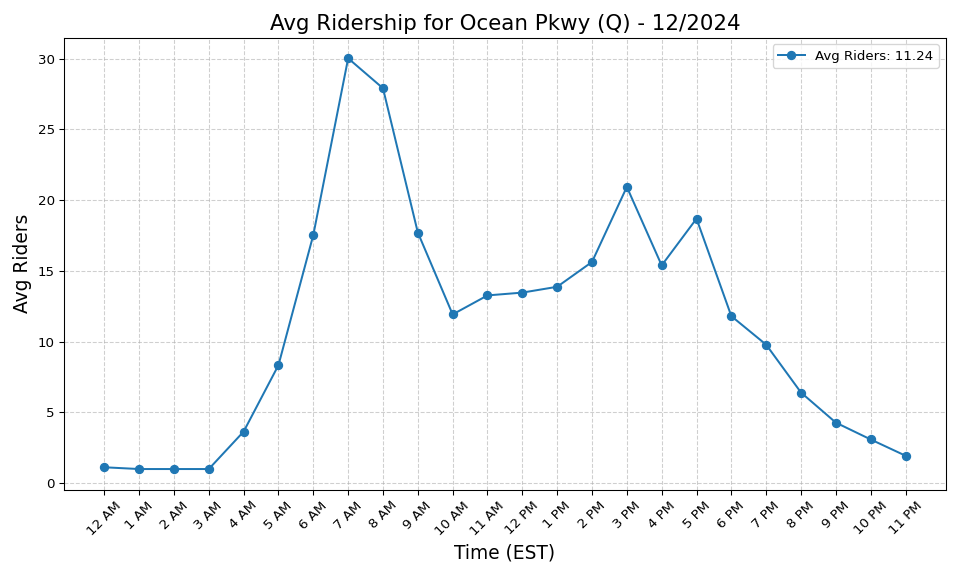 Avg Ridership for Ocean Pkwy (Q) - 12/2024
Avg Riders: 11.24
Avg Riders
30
25
20
15
10
5
0
12 AM
1 AM
2 AM
3 AM
4 AM
5 AM
6 AM
7 AM
8 AM
9 AM
10 AM
11 AM
12 PM
1 PM
2 PM
3 PM
4 PM
5 PM
6 PM
7 PM
8 PM
9 PM
10 PM
11 PM
Time (EST)